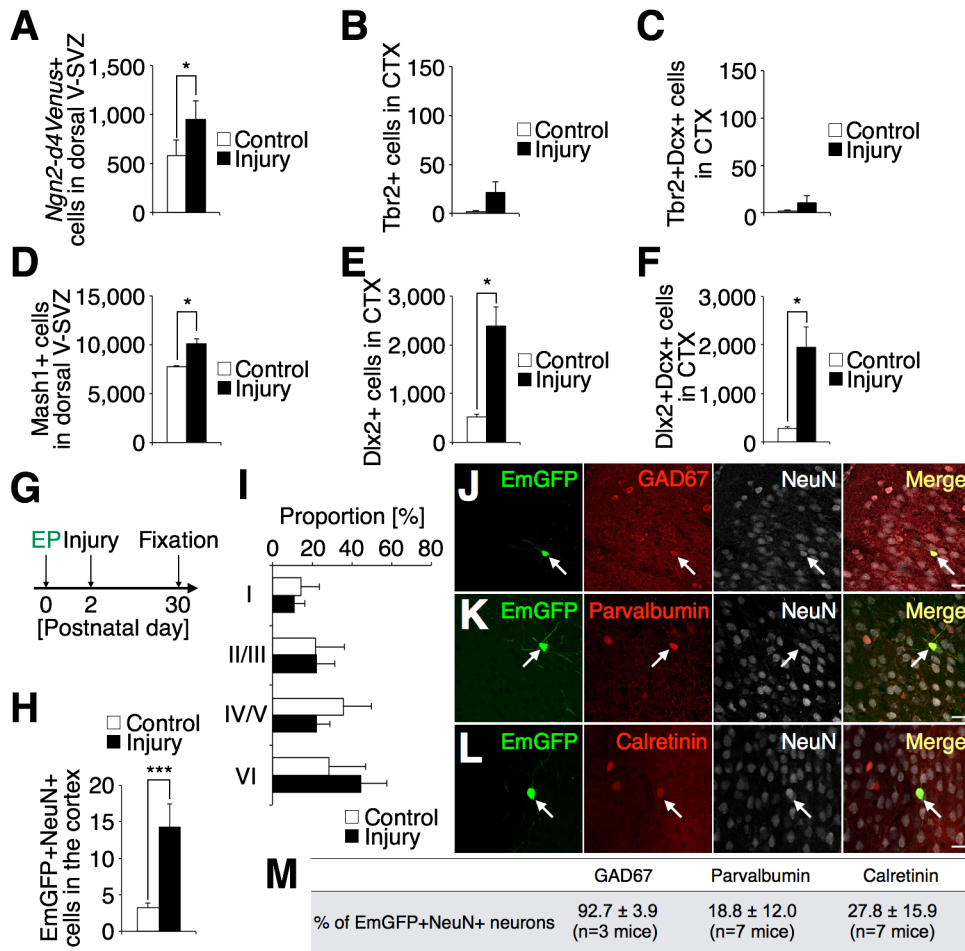 A
Ngn2-d4Venus+
cells in dorsal V-SVZ
1,500
1,000
500
0
*
Control
Injury
B
Tbr2+ cells in CTX
150
100
50
0
Control
Injury
C
Tbr2+Dcx+ cells
in CTX
150
100
50
0
Control
Injury
D
Mash1+ cells
in dorsal V-SVZ
15,000
10,000
5,000
0
*
Control
Injury
E
Dlx2+ cells in CTX
3,000
2,000
1,000
0
*
Control
Injury
F
Dlx2+Dcx+ cells
in CTX
3,000
2,000
1,000
0
*
Control
Injury
G
EP Injury Fixation
0 2 30
[Postnatal day]
H
Control
Injury
EmGFP+NeuN+
cells in the cortex
20
15
10
5
0
***
I
Proportion [%]
0 20 40 60 80
I
II/III
IV/V
VI
Control
Injury
J
EmGFP GAD67 NeuN Merge
K
EmGFP Parvalbumin NeuN Merge
L
EmGFP Calretinin NeuN Merge
M
GAD67 Parvalbumin Calretinin
% of EmGFP+NeuN+ neurons 92.7 ± 3.9 18.8 ± 12.0 27.8 ± 15.9
(n=3 mice) (n=7 mice) (n=7 mice)